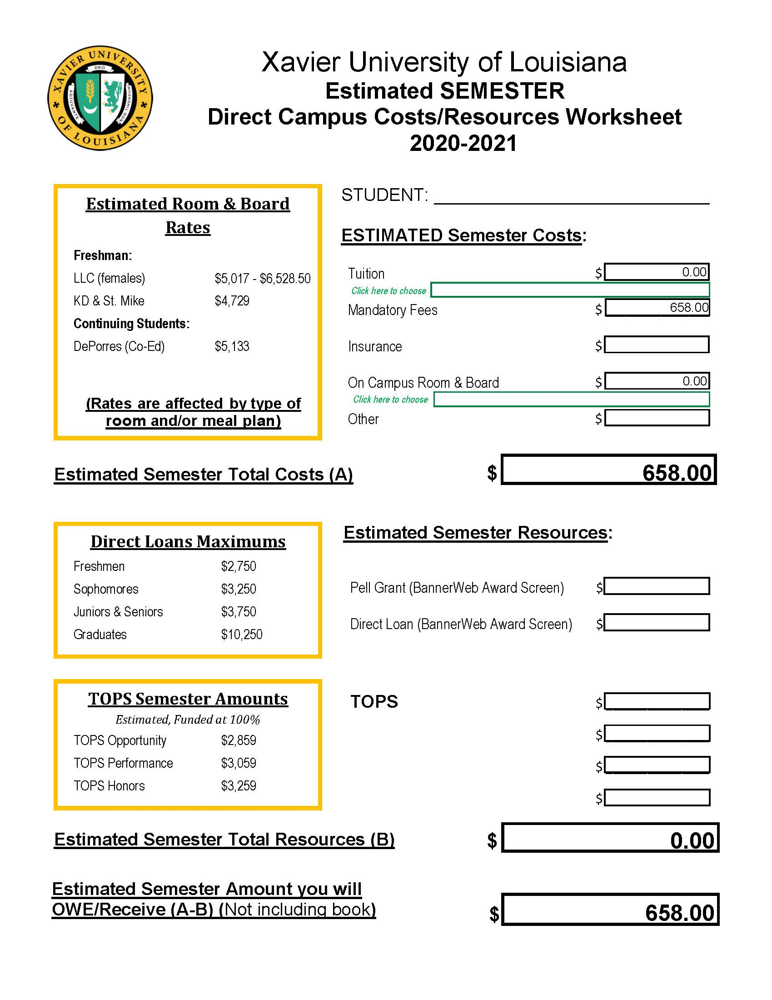 XAVIER UNIVERSITY
OF LOUISIANA
DEO
ADJUVANTE
NON TIMENDUM
Xavier University of Louisiana
Estimated SEMESTER
Direct Campus Costs/Resources Worksheet
2020-2021
Estimated Room & Board
Rates
Freshman:
LLC (females) $5,017 - $6,528.50
KD & St. Mike $4,729
Continuing Students:
DePorres (Co-Ed) $5,133
(Rates are affected by type of
room and/or meal plan)
STUDENT:
ESTIMATED Semester Costs:
Tuition $ 0.00
Click here to choose
Mandatory Fees $ 658.00
Insurance $
On Campus Room & Board $ 0.00
Click here to choose
Other $
Estimated Semester Total Costs (A) $ 658.00
Direct Loans Maximums
Freshmen $2,750
Sophomores $3,250
Juniors & Seniors $3,750
Graduates $10,250
Estimated Semester Resources:
Pell Grant (BannerWeb Award Screen) $
Direct Loan (BannerWeb Award Screen) $
TOPS Semester Amounts
Estimated, Funded at 100%
TOPS Opportunity $2,859
TOPS Performance $3,059
TOPS Honors $3,259
TOPS $
$
$
$
Estimated Semester Total Resources (B) $ 0.00
Estimated Semester Amount you will
OWE/Receive (A-B) (Not including book) $ 658.00